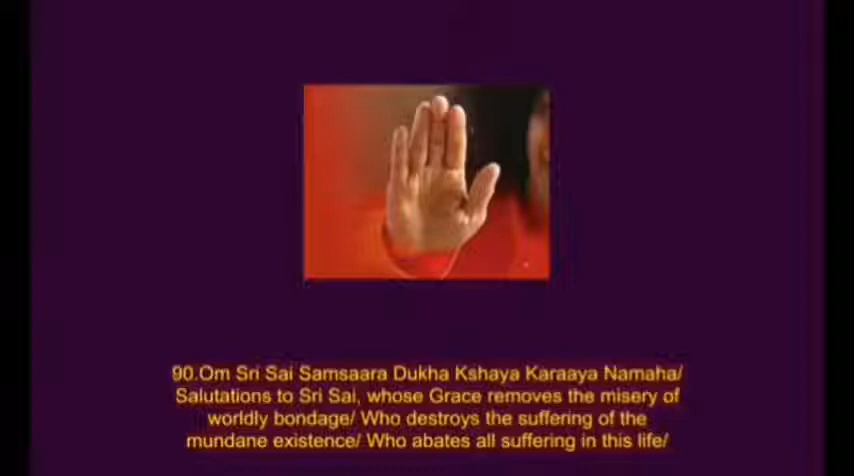 90.Om Sri Sai Samsaara Dukha Kshaya Karaaya Namaha/
Salutations to Sri Sai, whose Grace removes the misery of
worldly bondage/ Who destroys the suffering of the
mundane existence/ Who abates all suffering in this life/